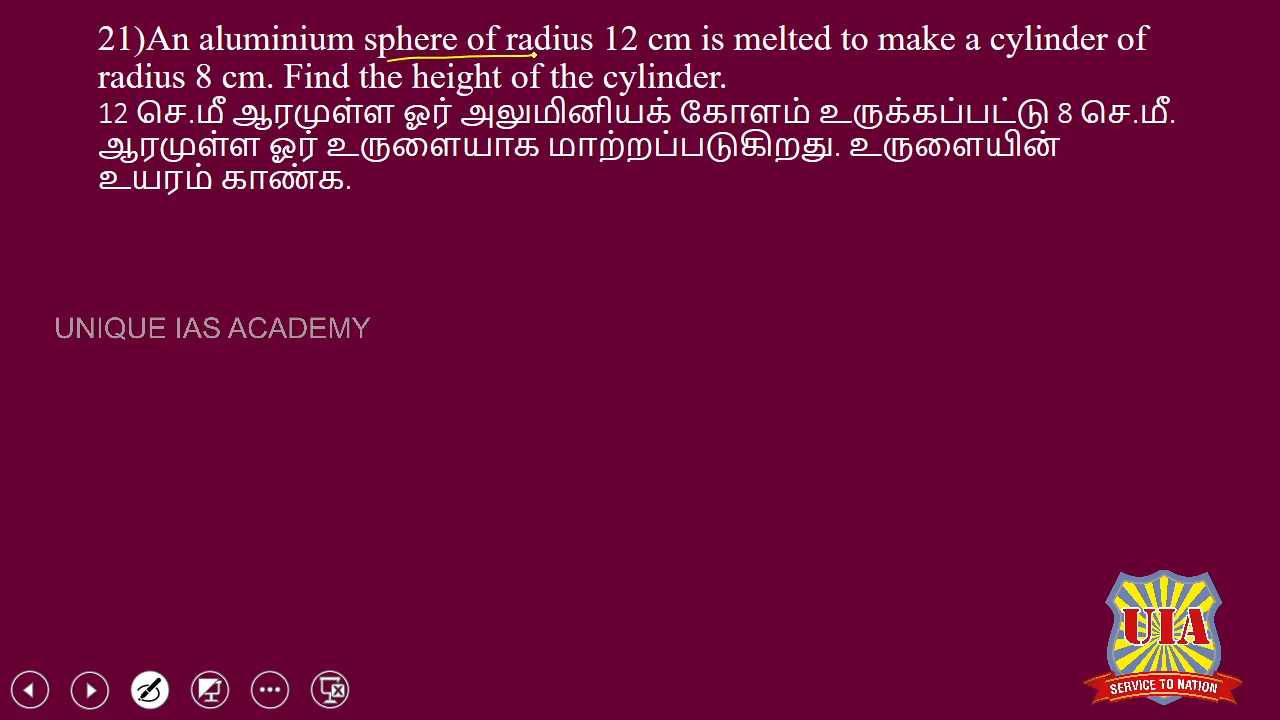 21)An aluminium sphere of radius 12 cm is melted to make a cylinder of
radius 8 cm. Find the height of the cylinder.
12 செ.மீ ஆரமுள்ள ஓர் அலுமினியக் கோளம் உருக்கப்பட்டு 8 செ.மீ.
ஆரமுள்ள ஓர் உருளையாக மாற்றப்படுகிறது. உருளையின்
உயரம் காண்க.
UNIQUE IAS ACADEMY
UIA
SERVICE TO NATION